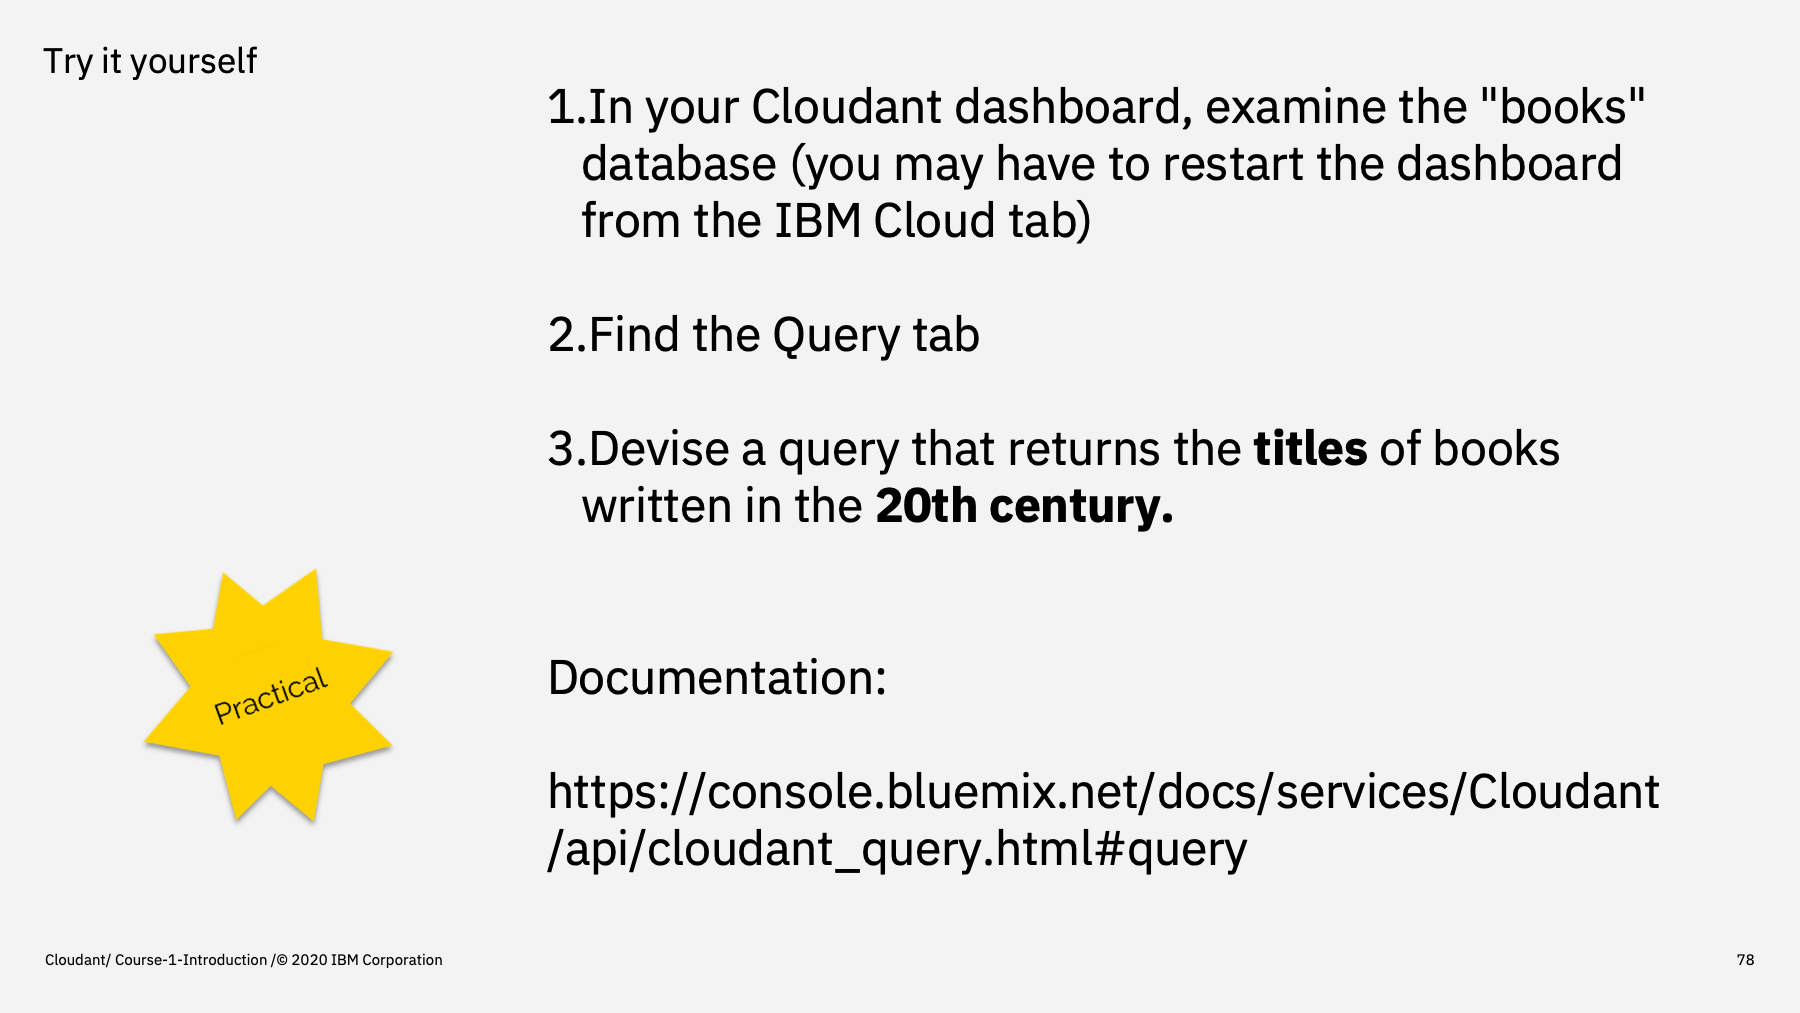 Try it yourself
1.In your Cloudant dashboard, examine the "books"
database (you may have to restart the dashboard
from the IBM Cloud tab)
2.Find the Query tab
3.Devise a query that returns the titles of books
written in the 20th century.
Practical
Documentation:
https://console.bluemix.net/docs/services/Cloudant
/api/cloudant_query.html#query
Cloudant/ Course-1-Introduction /© 2020 IBM Corporation
78